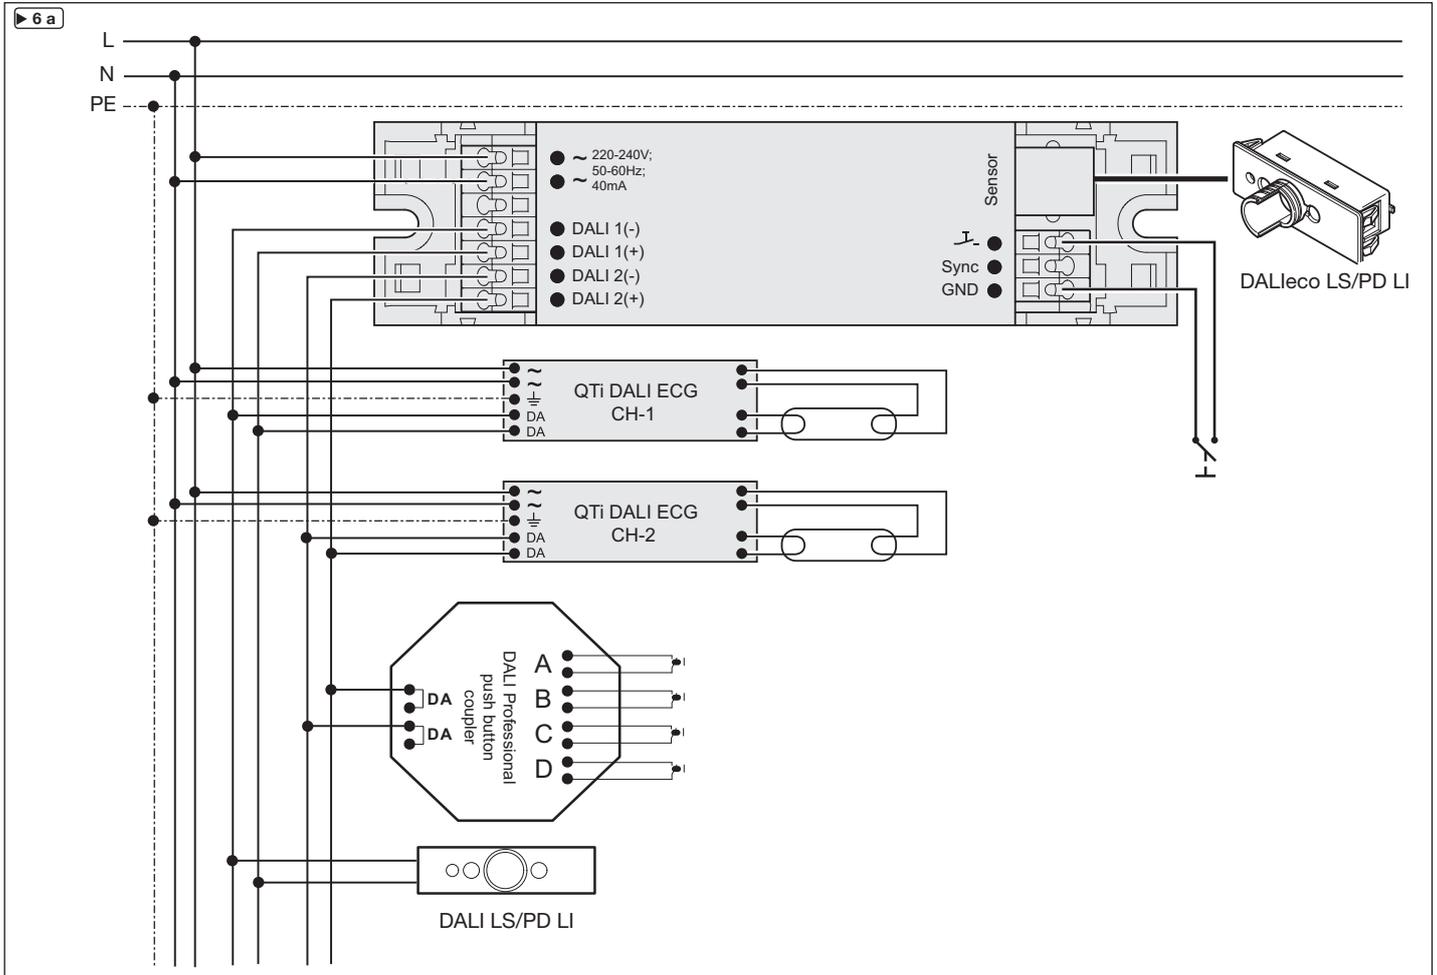 ▶ 6 a
L
N
PE
~ 220-240V;
~ 50-60Hz;
40mA
DALI 1(-)
DALI 1(+)
DALI 2(-)
DALI 2(+)
Sensor
Sync
GND
DALIeco LS/PD LI
~
~
DA
DA
QTi DALI ECG
CH-1
~
~
DA
DA
QTi DALI ECG
CH-2
DA
DA
DALI Professional
push button
coupler
A
B
C
D
DALI LS/PD LI